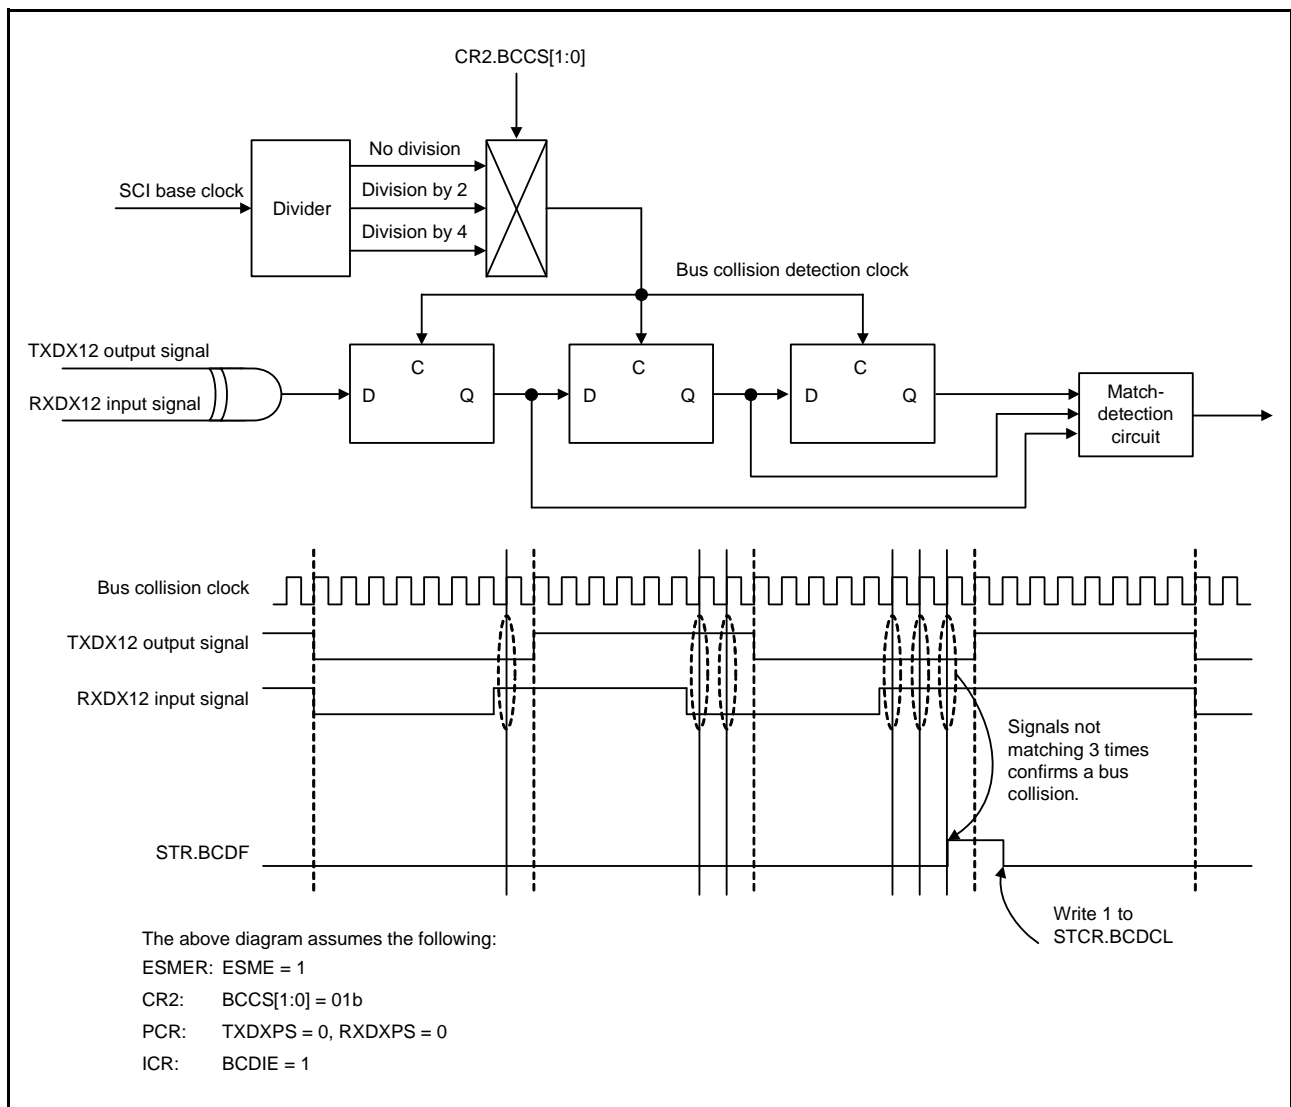 CR2.BCCS[1:0]
No division
SCI base clock
Divider
Division by 2
Division by 4
Bus collision detection clock
TXDX12 output signal
RXDX12 input signal
C
D
Q
C
D
Q
C
D
Q
Match-
detection
circuit
Bus collision clock
TXDX12 output signal
RXDX12 input signal
Signals not
matching 3 times
confirms a bus
collision.
STR.BCDF
Write 1 to
STCR.BCDCL
The above diagram assumes the following:
ESMER: ESME = 1
CR2: BCCS[1:0] = 01b
PCR: TXDXPS = 0, RXDXPS = 0
ICR: BCDIE = 1